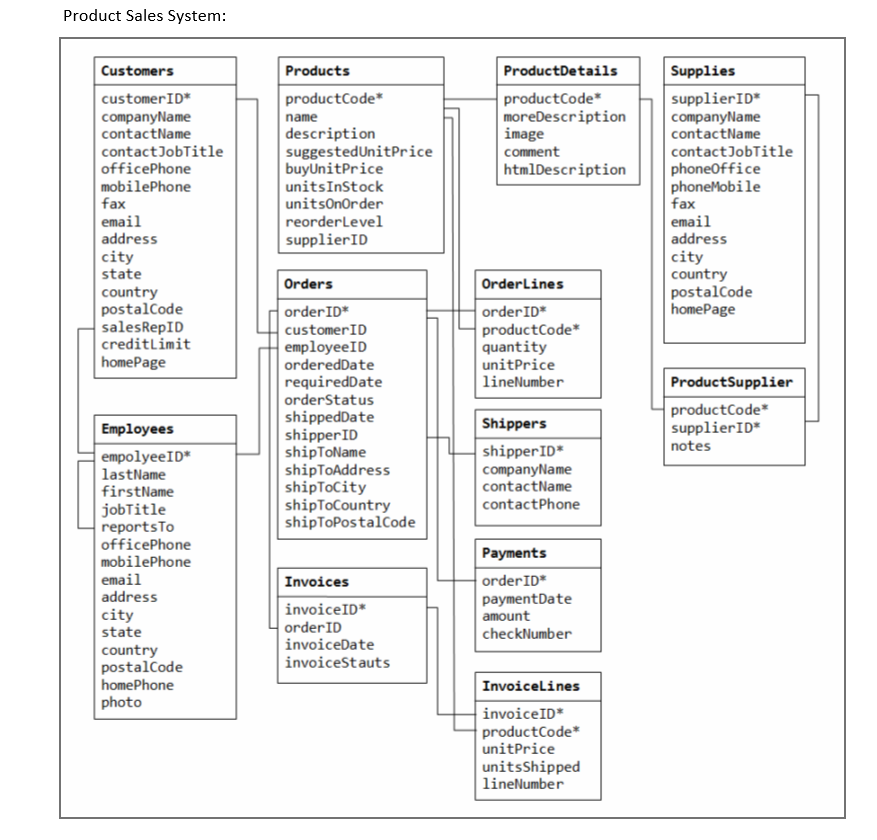 Product Sales System:
Customers
customerID*
companyName
contactName
contactJobTitle
officePhone
mobilePhone
fax
email
address
city
state
country
postalCode
salesRepID
creditLimit
homePage
Employees
empolyeeID*
lastName
firstName
jobTitle
reportsTo
officePhone
mobilePhone
email
address
city
state
country
postalCode
homePhone
photo
Products
productCode*
name
description
suggestedUnitPrice
buyUnitPrice
unitsInStock
unitsOnOrder
reorderLevel
supplierID
Orders
orderID*
customerID
employeeID
orderedDate
requiredDate
orderStatus
shippedDate
shipperID
shipToName
shipToAddress
shipToCity
shipToCountry
shipToPostalCode
Invoices
invoiceID*
orderID
invoiceDate
invoiceStauts
ProductDetails
productCode*
moreDescription
image
comment
htmlDescription
OrderLines
orderID*
productCode*
quantity
unitPrice
lineNumber
Shippers
shipperID*
companyName
contactName
contactPhone
Payments
orderID*
paymentDate
amount
checkNumber
InvoiceLines
invoiceID*
productCode*
unitPrice
unitsShipped
lineNumber
Supplies
supplierID*
companyName
contactName
contactJobTitle
phoneOffice
phoneMobile
fax
email
address
city
country
postalCode
homePage
ProductSupplier
productCode*
supplierID*
notes